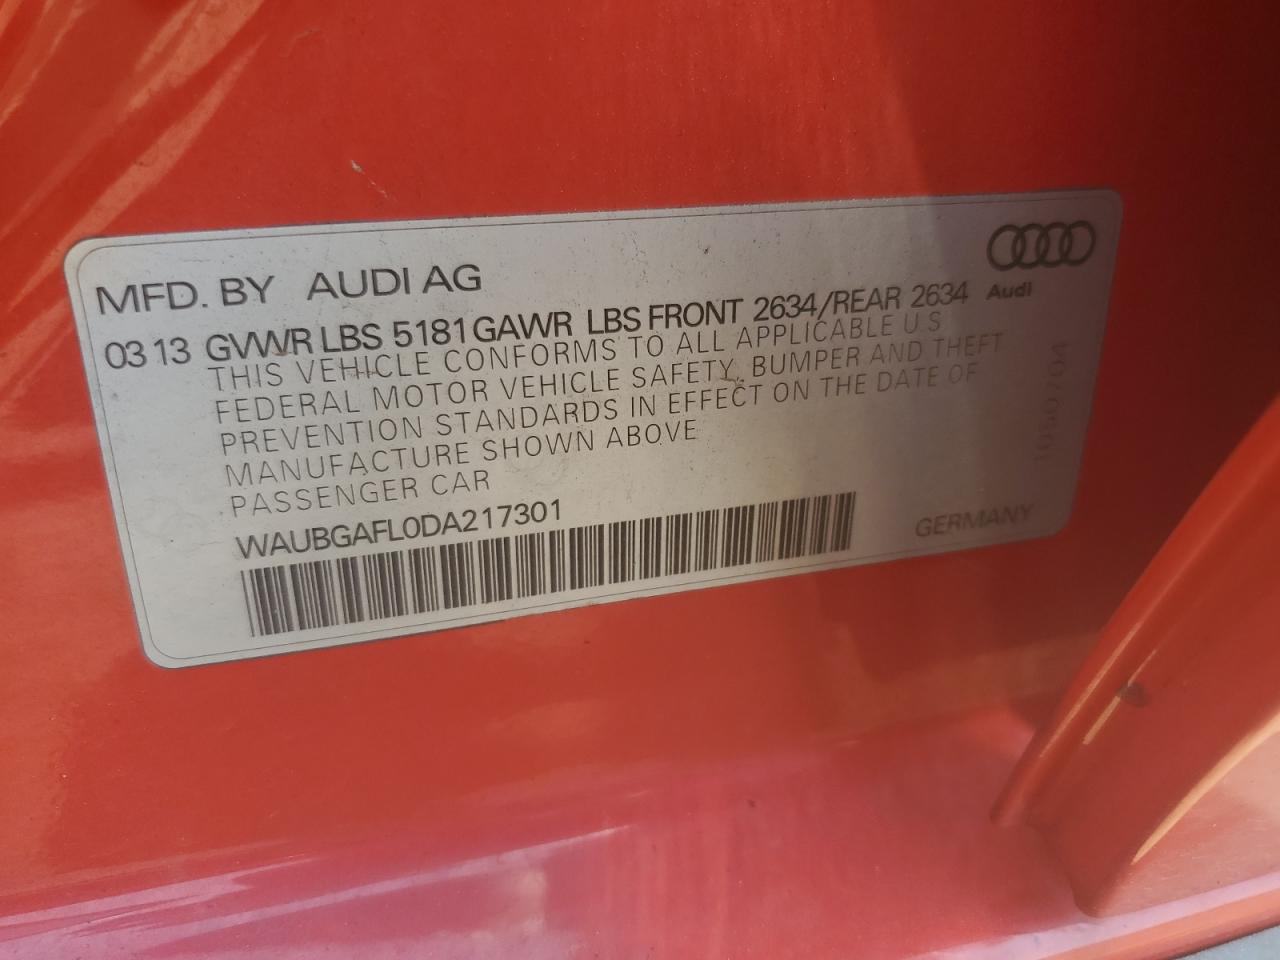 MFD. BY AUDI AG
03 13 GVWR LBS 5181 GAWR LBS FRONT 2634/REAR 2634
Audi
THIS VEHICLE CONFORMS TO ALL APPLICABLE U.S
FEDERAL MOTOR VEHICLE SAFETY, BUMPER AND THEFT
PREVENTION STANDARDS IN EFFECT ON THE DATE OF
MANUFACTURE SHOWN ABOVE
PASSENGER CAR
WAUBGAFL0DA217301
GERMANY